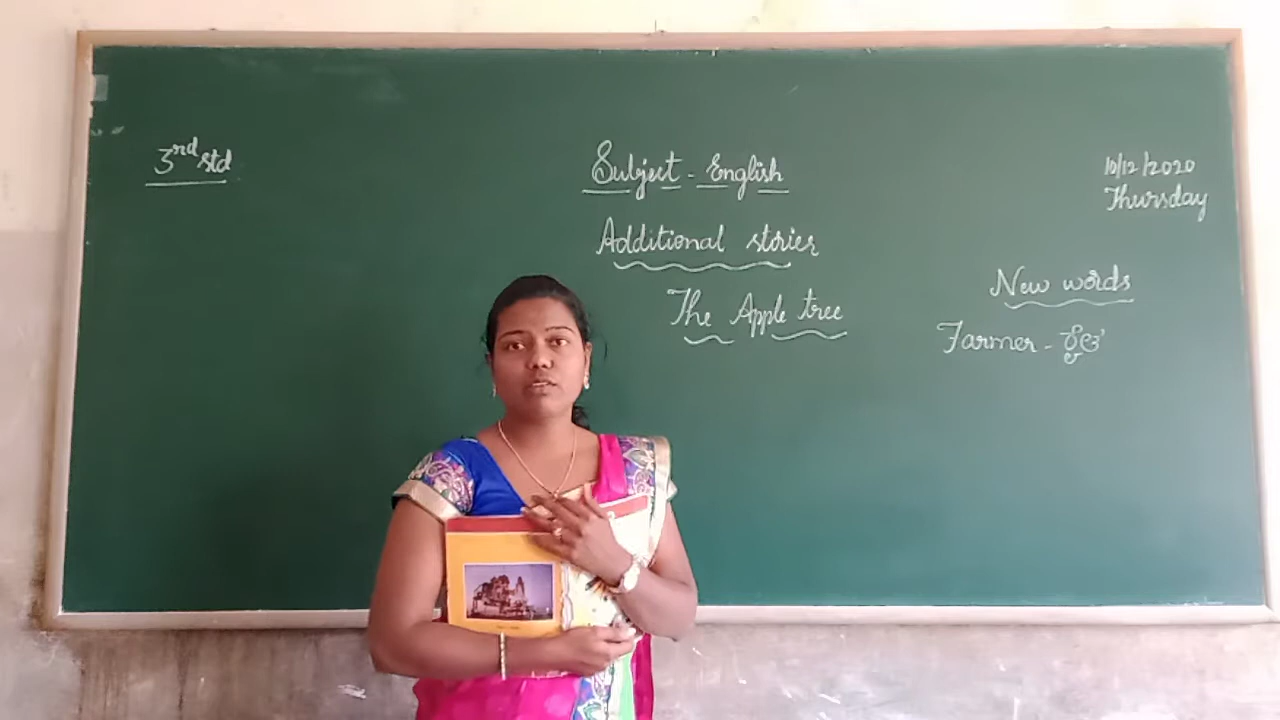 3rd std
Subject - English
10/12/2020
Thursday
Additional stories
The Apple tree
New words
Farmer - ರೈತ